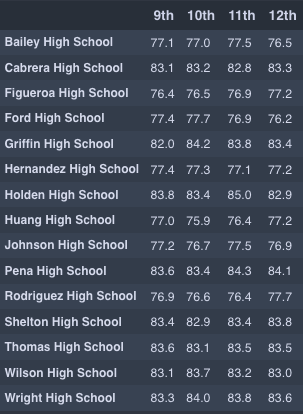 9th 10th 11th 12th
Bailey High School 77.1 77.0 77.5 76.5
Cabrera High School 83.1 83.2 82.8 83.3
Figueroa High School 76.4 76.5 76.9 77.2
Ford High School 77.4 77.7 76.9 76.2
Griffin High School 82.0 84.2 83.8 83.4
Hernandez High School 77.4 77.3 77.1 77.2
Holden High School 83.8 83.4 85.0 82.9
Huang High School 77.0 75.9 76.4 77.2
Johnson High School 77.2 76.7 77.5 76.9
Pena High School 83.6 83.4 84.3 84.1
Rodriguez High School 76.9 76.6 76.4 77.7
Shelton High School 83.4 82.9 83.4 83.8
Thomas High School 83.6 83.1 83.5 83.5
Wilson High School 83.1 83.7 83.2 83.0
Wright High School 83.3 84.0 83.8 83.6